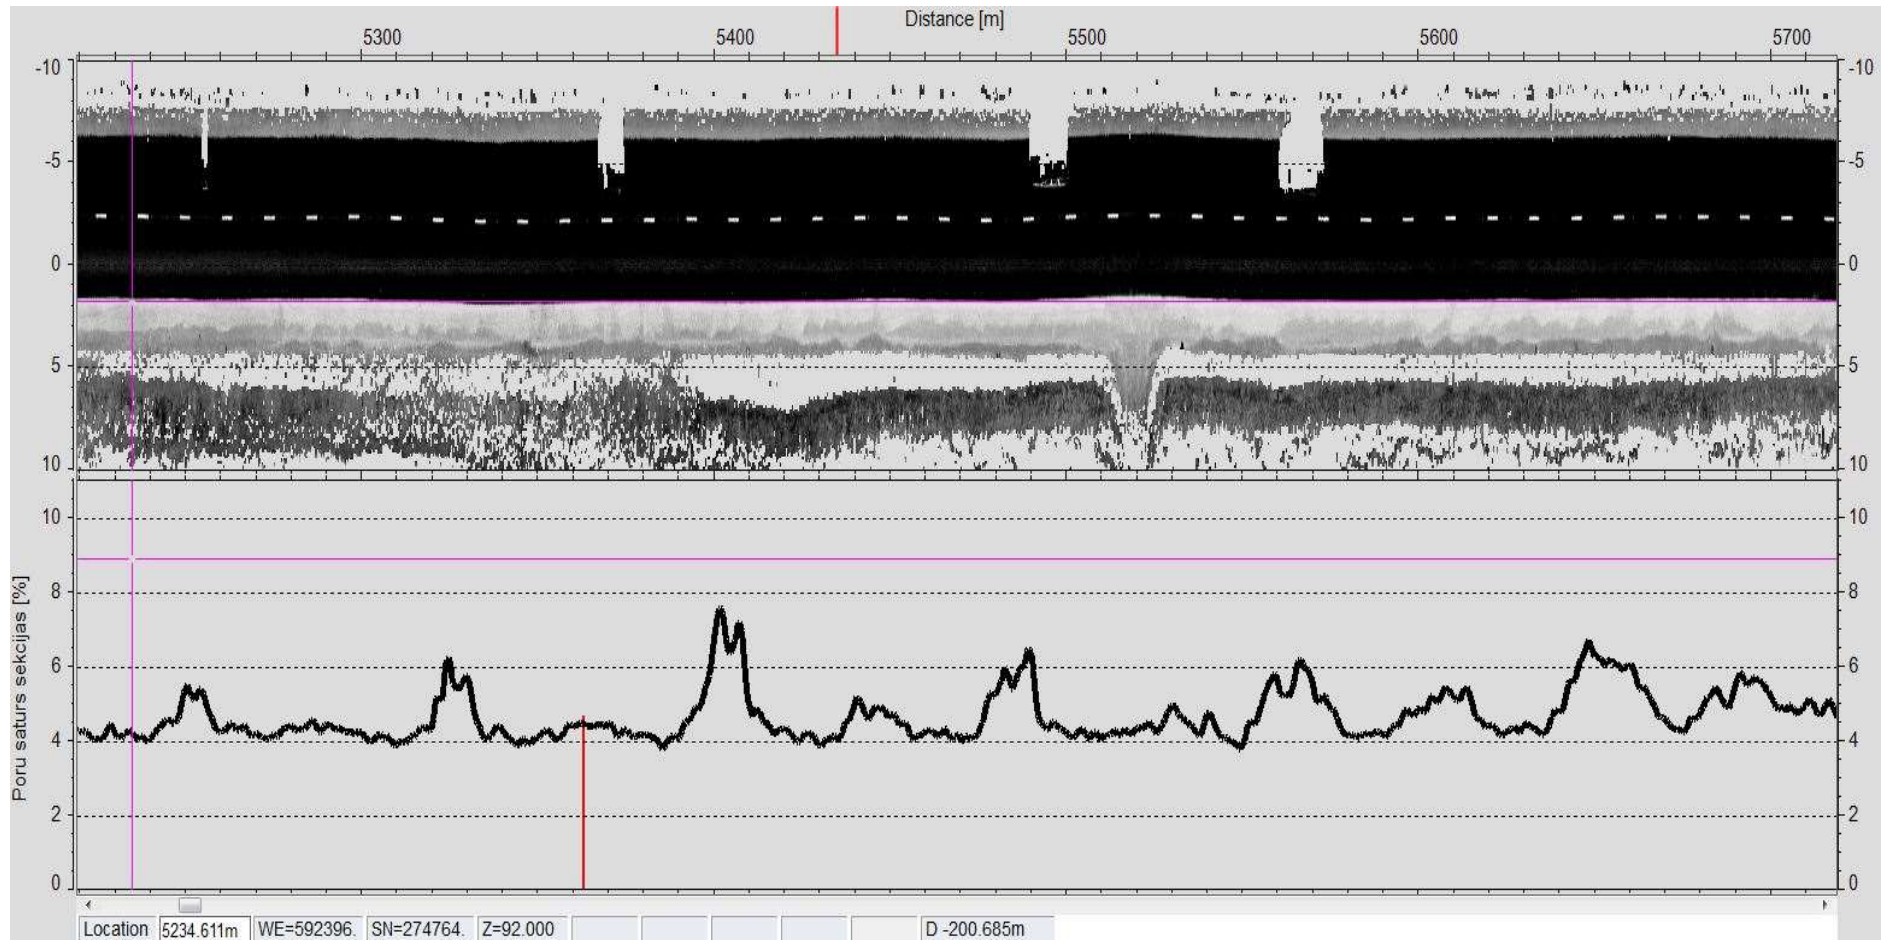 Distance [m]
5300 5400 5500 5600 5700
-10 -10
-5 -5
0 0
5 5
10 10
10 10
8 8
6 6
4 4
2 2
0 0
Poru saturs sekcijas [%]
Location 5234.611m WE=592396. SN=274764. Z=92.000 D -200.685m